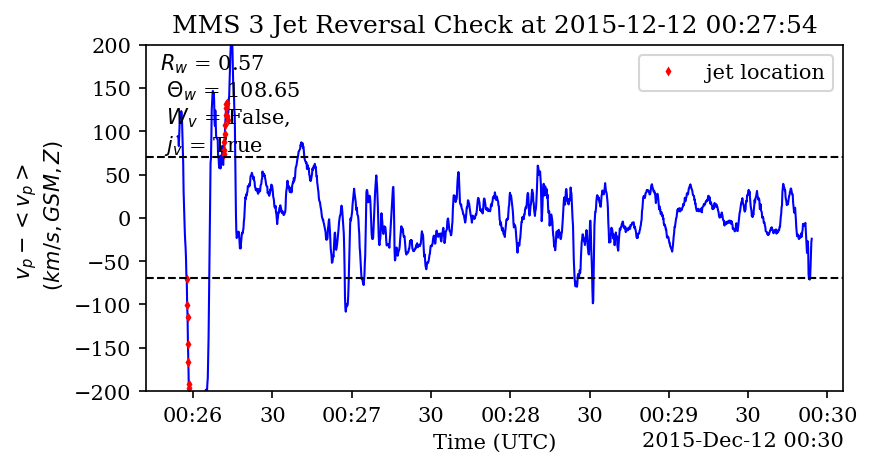 MMS 3 Jet Reversal Check at 2015-12-12 00:27:54
200
150
100
50
0
−50
−100
−150
−200
v_p − < v_p >
(km/s, GSM, Z)
R_w = 0.57
Θ_w = 108.65
W_v = False,
j_v = True
jet location
00:26 30 00:27 30 00:28 30 00:29 30 00:30
Time (UTC)
2015-Dec-12 00:30